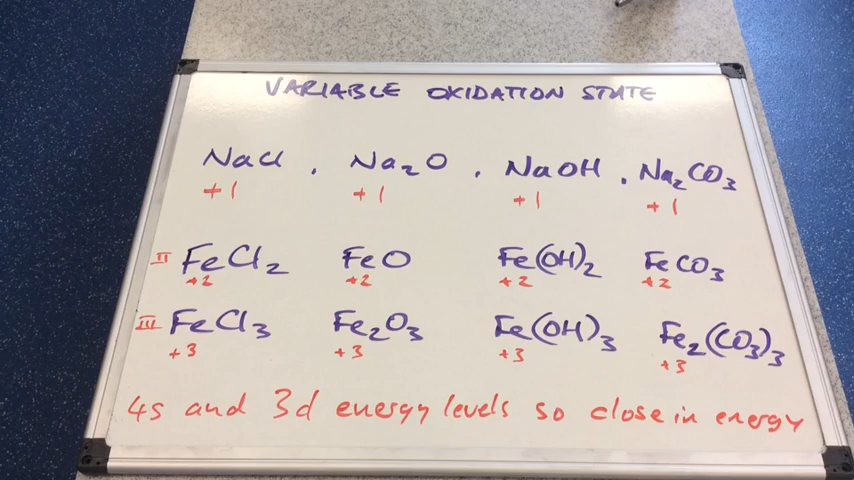 VARIABLE OXIDATION STATE
NaCl , Na₂O , NaOH , Na₂CO₃
+1 +1 +1 +1
II FeCl₂ FeO Fe(OH)₂ FeCO₃
+2 +2 +2 +2
III FeCl₃ Fe₂O₃ Fe(OH)₃ Fe₂(CO₃)₃
+3 +3 +3 +3
4s and 3d energy levels so close in energy